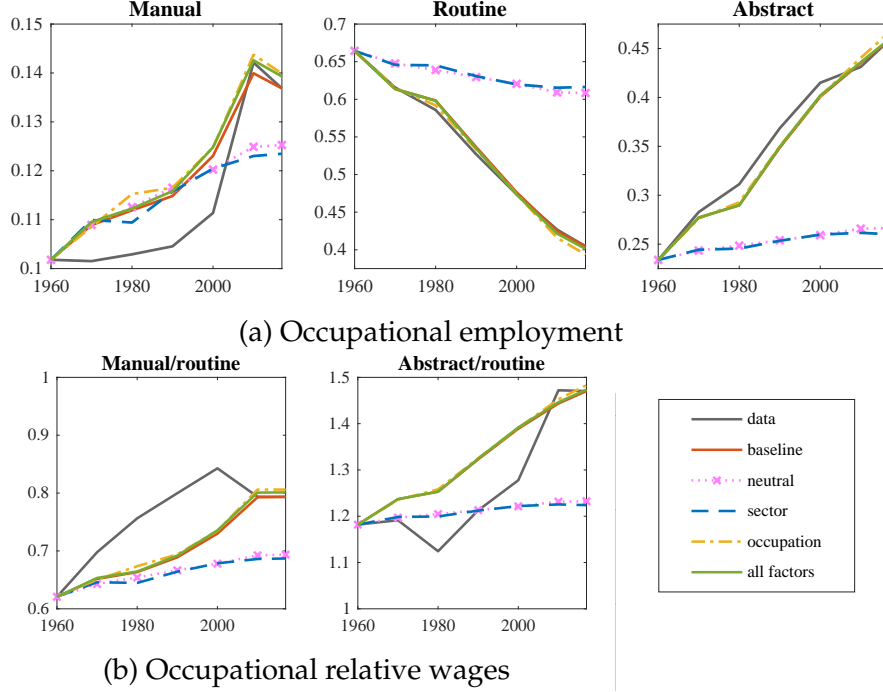 Manual
0.15
0.14
0.13
0.12
0.11
0.1
1960 1980 2000
Routine
0.7
0.65
0.6
0.55
0.5
0.45
0.4
1960 1980 2000
Abstract
0.45
0.4
0.35
0.3
0.25
1960 1980 2000
(a) Occupational employment
Manual/routine
1
0.9
0.8
0.7
0.6
1960 1980 2000
Abstract/routine
1.5
1.4
1.3
1.2
1.1
1
1960 1980 2000
data
baseline
neutral
sector
occupation
all factors
(b) Occupational relative wages